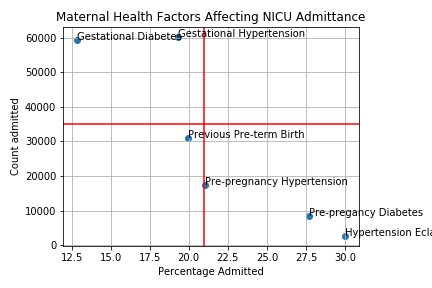 Maternal Health Factors Affecting NICU Admittance
60000
50000
40000
30000
20000
10000
0
Count admitted
Gestational Diabetes
Gestational Hypertension
Previous Pre-term Birth
Pre-pregnancy Hypertension
Pre-pregancy Diabetes
Hypertension Ecla
12.5 15.0 17.5 20.0 22.5 25.0 27.5 30.0
Percentage Admitted